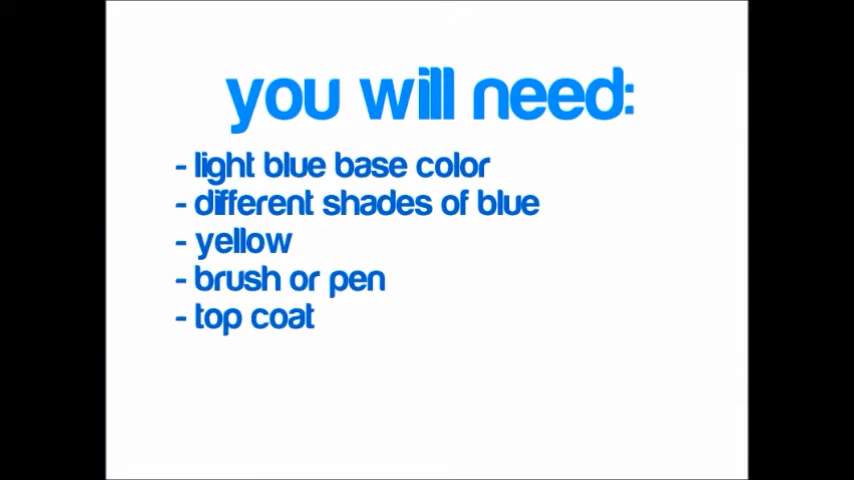 you will need:
- light blue base color
- different shades of blue
- yellow
- brush or pen
- top coat